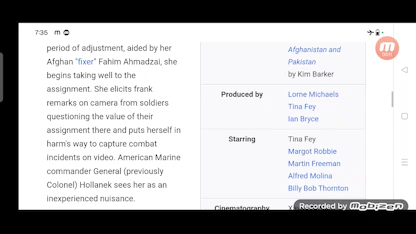 7:35 m
period of adjustment, aided by her
Afghan "fixer" Fahim Ahmadzai, she
begins taking well to the
assignment. She elicits frank
remarks on camera from soldiers
questioning the value of their
assignment there and puts herself in
harm's way to capture combat
incidents on video. American Marine
commander General (previously
Colonel) Hollanek sees her as an
inexperienced nuisance.
Afghanistan and
Pakistan
by Kim Barker
Produced by
Lorne Michaels
Tina Fey
Ian Bryce
Starring
Tina Fey
Margot Robbie
Martin Freeman
Alfred Molina
Billy Bob Thornton
Cinematography
Recorded by MOBIZEN